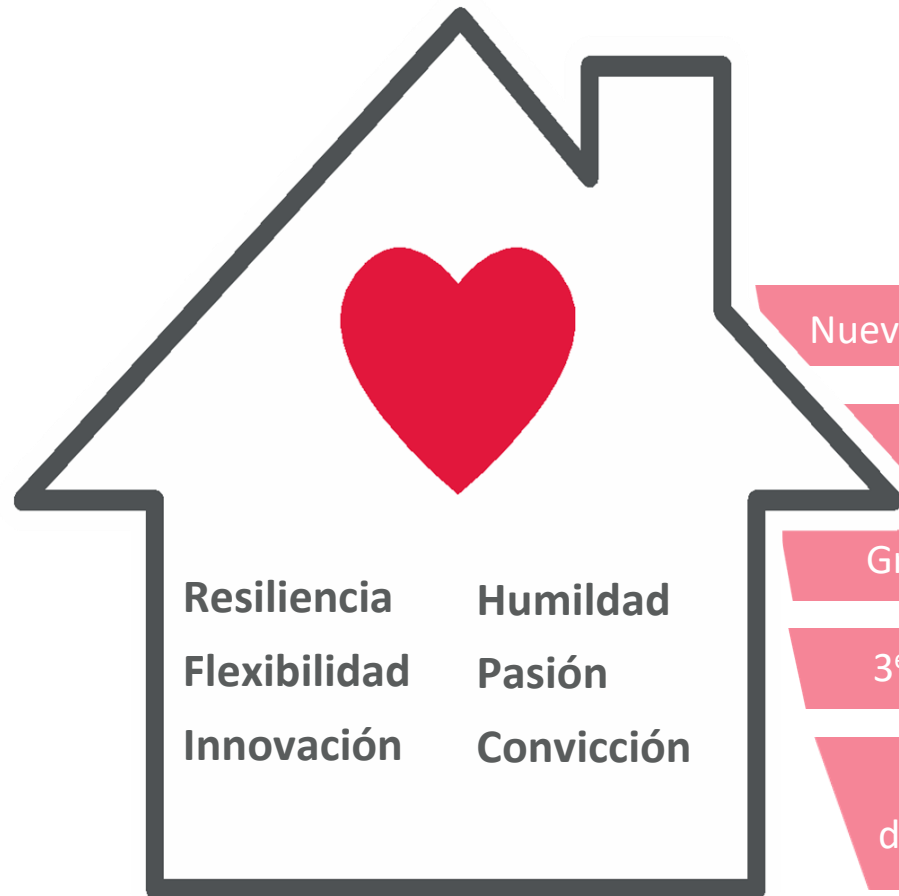 Resiliencia
Flexibilidad
Innovación
Humildad
Pasión
Convicción